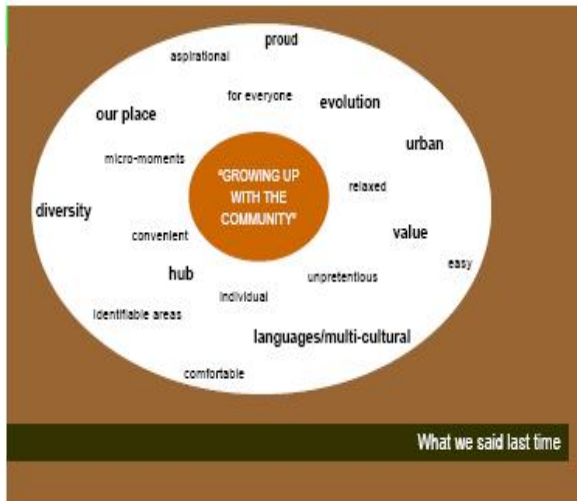 proud
aspirational
for everyone
evolution
our place
urban
micro-moments
"GROWING UP
WITH THE
COMMUNITY"
relaxed
diversity
convenient
value
easy
hub
unpretentious
individual
identifiable areas
languages/multi-cultural
comfortable
What we said last time